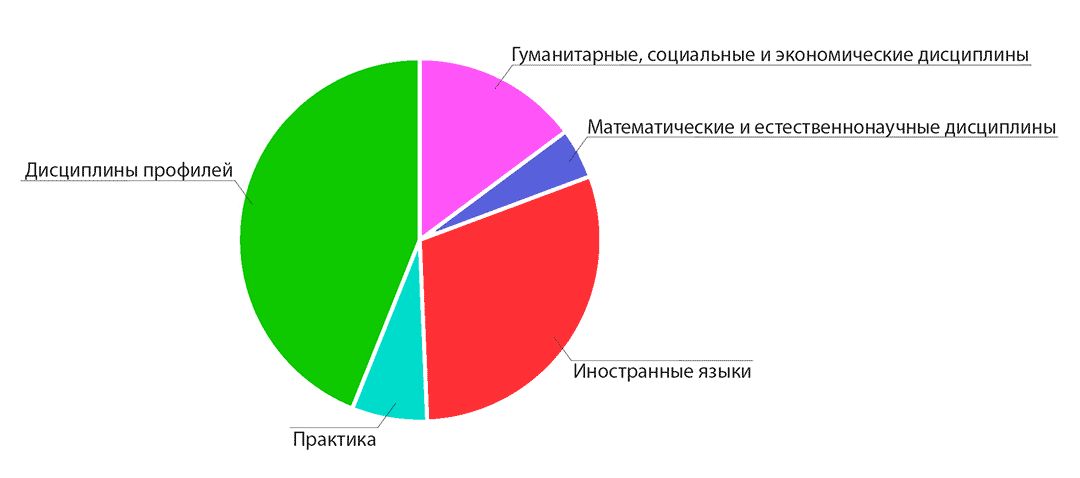 Гуманитарные, социальные и экономические дисциплины
Математические и естественнонаучные дисциплины
Дисциплины профилей
Иностранные языки
Практика